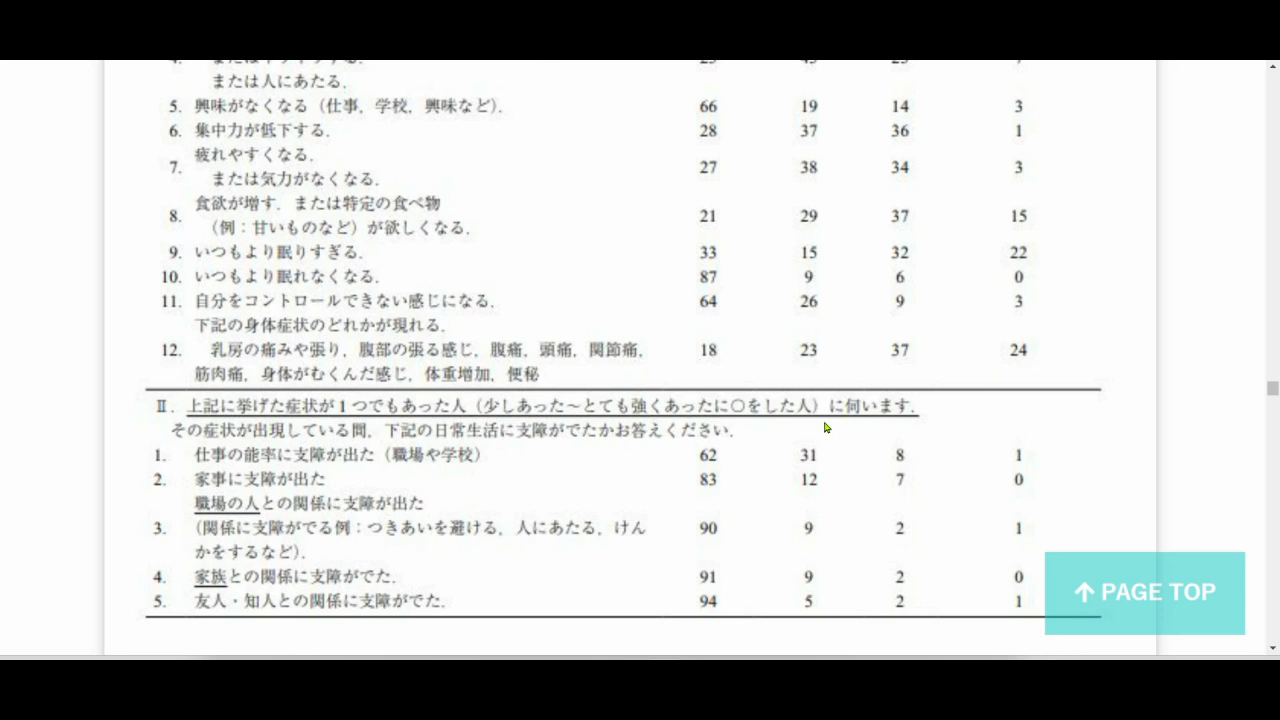 または人にあたる.
5. 興味がなくなる（仕事, 学校, 興味など）. 66 19 14 3
6. 集中力が低下する. 28 37 36 1
疲れやすくなる.
7. 27 38 34 3
または気力がなくなる.
食欲が増す. または特定の食べ物
8. 21 29 37 15
（例：甘いものなど）が欲しくなる.
9. いつもより眠りすぎる. 33 15 32 22
10. いつもより眠れなくなる. 87 9 6 0
11. 自分をコントロールできない感じになる. 64 26 9 3
下記の身体症状のどれかが現れる.
12. 乳房の痛みや張り, 腹部の張る感じ, 腹痛, 頭痛, 関節痛, 18 23 37 24
筋肉痛, 身体がむくんだ感じ, 体重増加, 便秘
Ⅱ. 上記に挙げた症状が1つでもあった人（少しあった〜とても強くあったに○をした人）に伺います.
その症状が出現している間, 下記の日常生活に支障がでたかお答えください.
1. 仕事の能率に支障が出た（職場や学校） 62 31 8 1
2. 家事に支障が出た 83 12 7 0
職場の人との関係に支障が出た
3. （関係に支障がでる例：つきあいを避ける, 人にあたる, けん 90 9 2 1
かをするなど）.
4. 家族との関係に支障がでた. 91 9 2 0
5. 友人・知人との関係に支障がでた. 94 5 2 1
↑ PAGE TOP